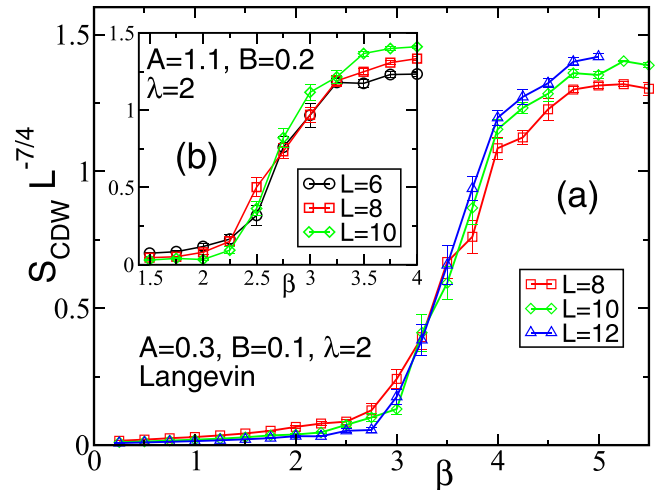 S_CDW L^-7/4
1.5
1
0.5
0
0
1
2
3
4
5
β
(a)
A=0.3, B=0.1, λ=2
Langevin
L=8
L=10
L=12
1.5
1
0.5
0
1.5
2
2.5
3
3.5
4
β
A=1.1, B=0.2
λ=2
(b)
L=6
L=8
L=10